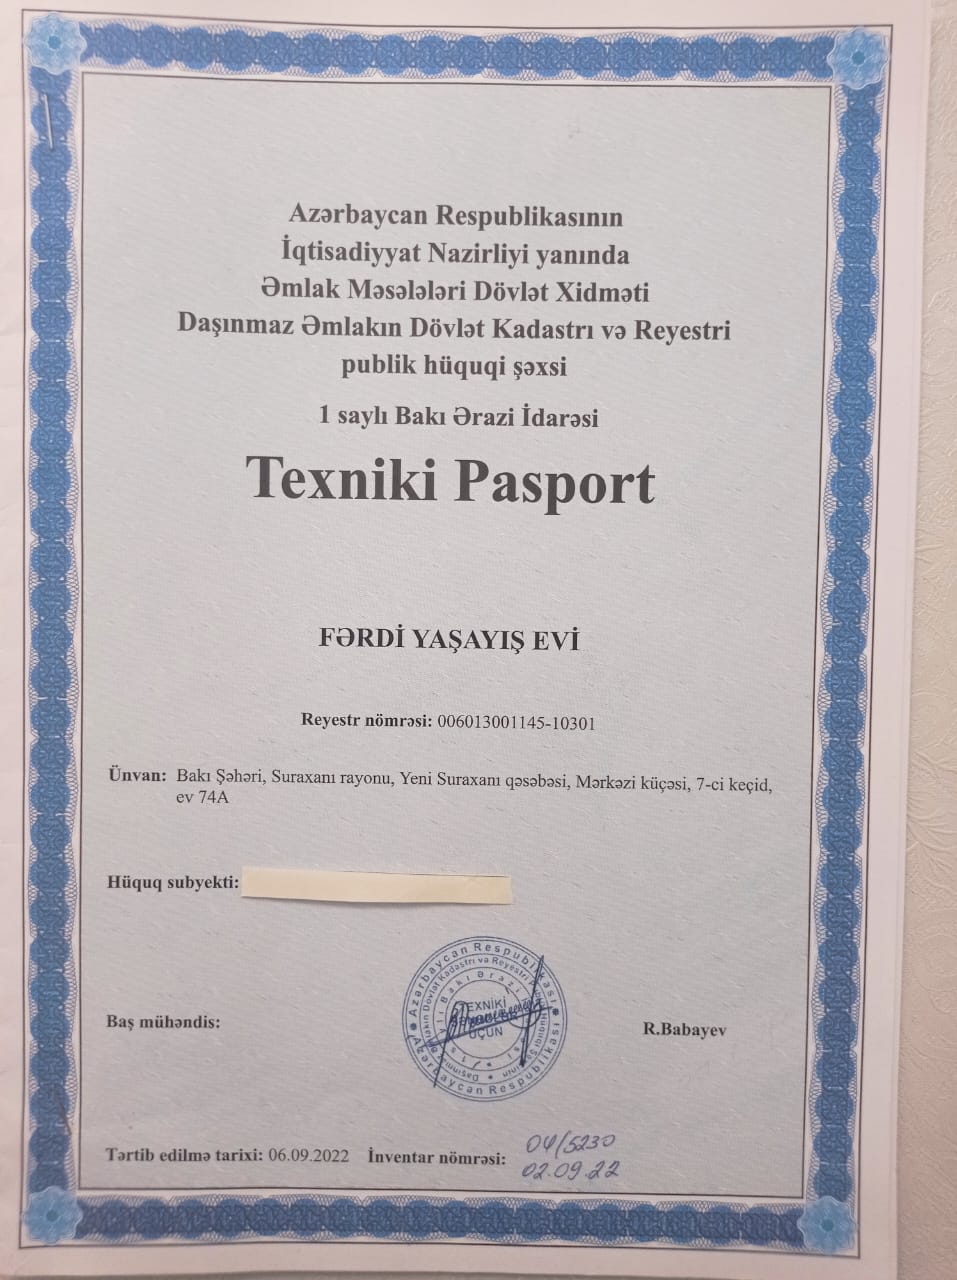 Azərbaycan Respublikasının
İqtisadiyyat Nazirliyi yanında
Əmlak Məsələləri Dövlət Xidməti
Daşınmaz Əmlakın Dövlət Kadastrı və Reyestri
publik hüquqi şəxsi
1 saylı Bakı Ərazi İdarəsi
Texniki Pasport
FƏRDİ YAŞAYIŞ EVİ
Reyestr nömrəsi: 006013001145-10301
Ünvan: Bakı Şəhəri, Suraxanı rayonu, Yeni Suraxanı qəsəbəsi, Mərkəzi küçəsi, 7-ci keçid,
ev 74A
Hüquq subyekti:
Azərbaycan Respublikası
Azərbaycan Respublikası
TEXNİKİ
ÜÇÜN
Baş mühəndis:
R.Babayev
Tərtib edilmə tarixi: 06.09.2022 İnventar nömrəsi: 04/5230
02.09.22